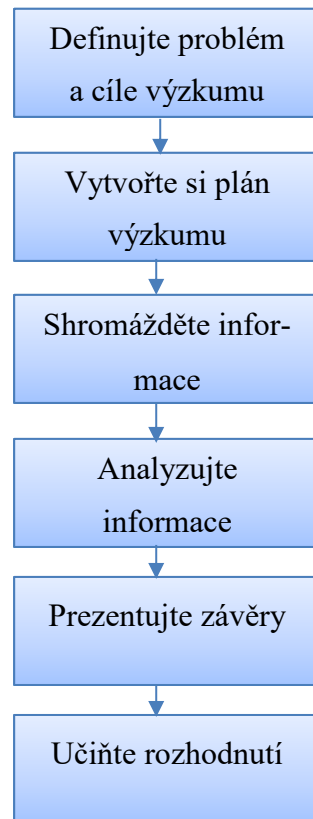 Definujte problém
a cíle výzkumu
Vytvořte si plán
výzkumu
Shromážděte infor-
mace
Analyzujte
informace
Prezentujte závěry
Učiňte rozhodnutí